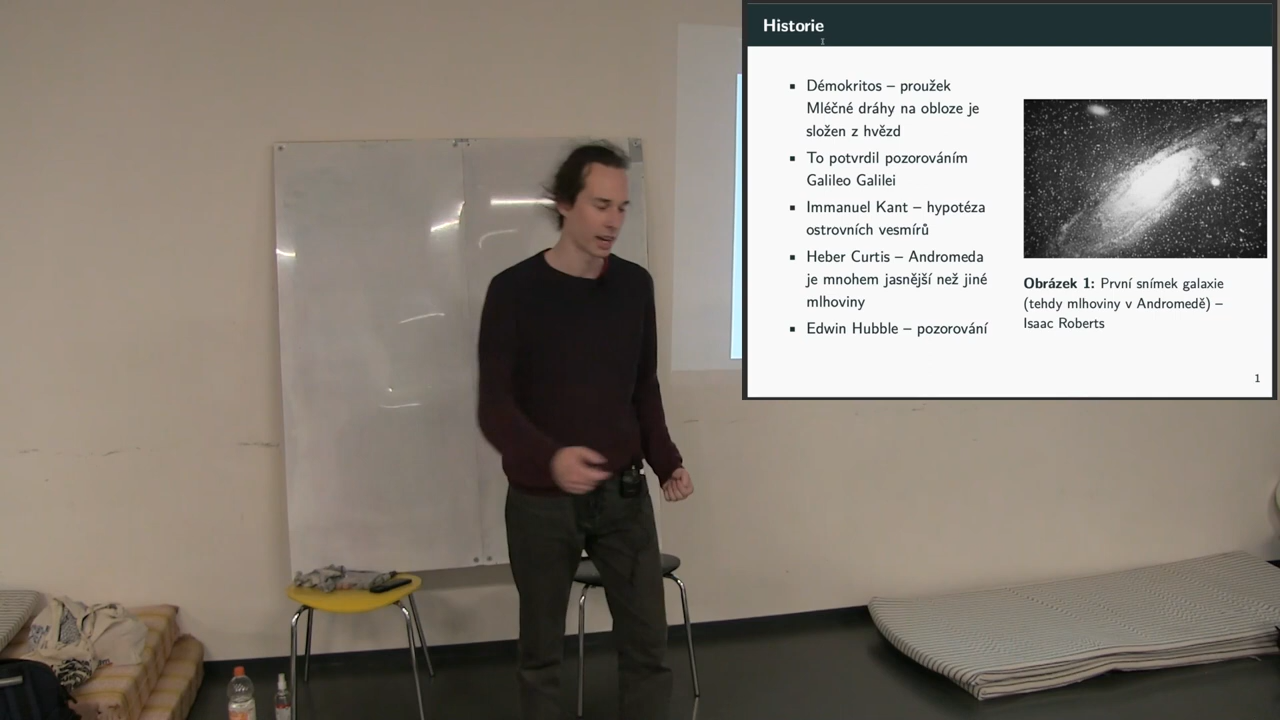 Historie
▪ Démokritos – proužek
Mléčné dráhy na obloze je
složen z hvězd
▪ To potvrdil pozorováním
Galileo Galilei
▪ Immanuel Kant – hypotéza
ostrovních vesmírů
▪ Heber Curtis – Andromeda
je mnohem jasnější než jiné
mlhoviny
▪ Edwin Hubble – pozorování
Obrázek 1: První snímek galaxie
(tehdy mlhoviny v Andromedě) –
Isaac Roberts
1